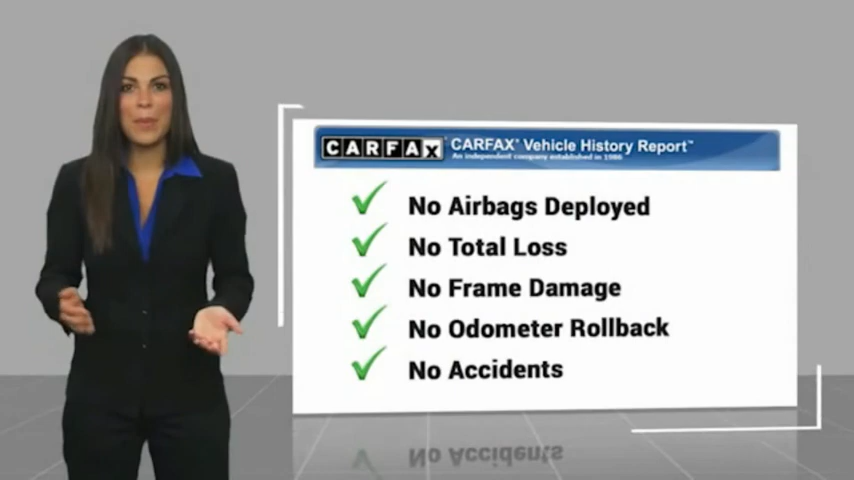 CARFAX CARFAX® Vehicle History Report™
An independent company established in 1986
No Airbags Deployed
No Total Loss
No Frame Damage
No Odometer Rollback
No Accidents
No Accidents